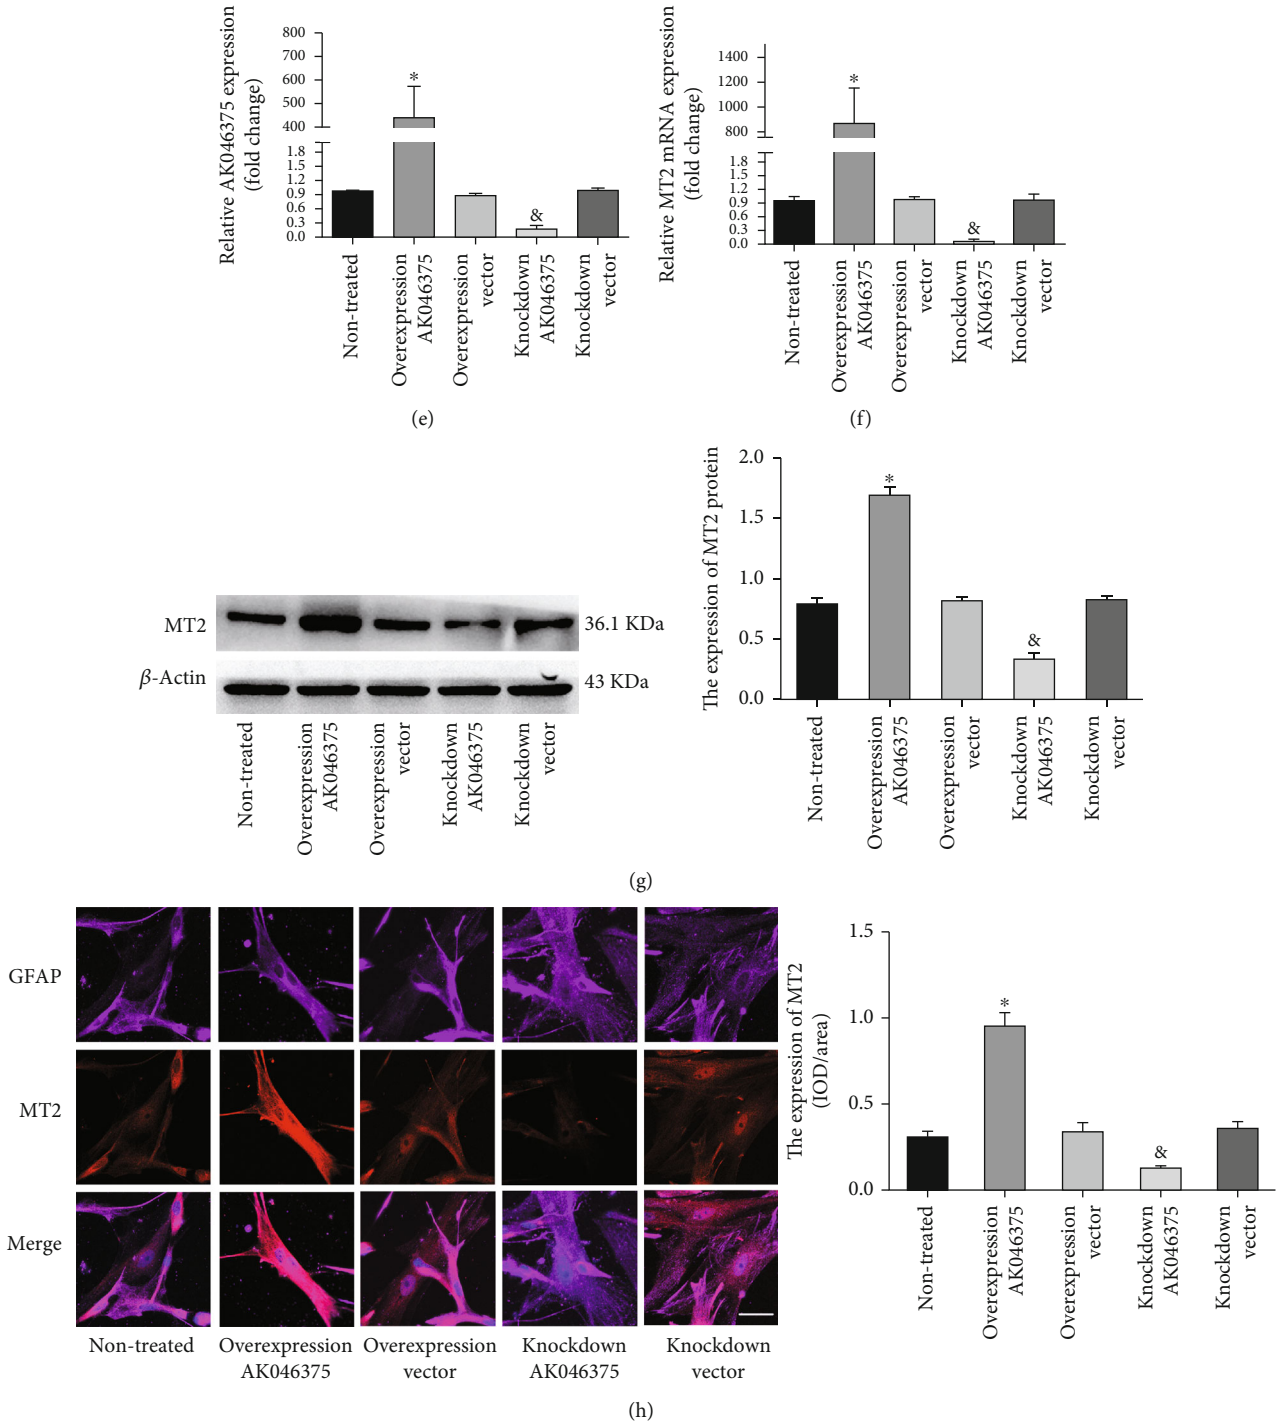 Relative AK046375 expression
(fold change)
800
700
600
500
400
1.8
1.5
1.2
0.9
0.6
0.3
0.0
*
&
Non-treated
Overexpression
AK046375
Overexpression
vector
Knockdown
AK046375
Knockdown
vector
(e)
Relative MT2 mRNA expression
(fold change)
1400
1200
1000
800
1.8
1.5
1.2
0.9
0.6
0.3
0.0
*
&
Non-treated
Overexpression
AK046375
Overexpression
vector
Knockdown
AK046375
Knockdown
vector
(f)
MT2
36.1 KDa
β-Actin
43 KDa
Non-treated
Overexpression
AK046375
Overexpression
vector
Knockdown
AK046375
Knockdown
vector
The expression of MT2 protein
2.0
1.5
1.0
0.5
0.0
*
&
Non-treated
Overexpression
AK046375
Overexpression
vector
Knockdown
AK046375
Knockdown
vector
(g)
GFAP
MT2
Merge
Non-treated
Overexpression
AK046375
Overexpression
vector
Knockdown
AK046375
Knockdown
vector
The expression of MT2
(IOD/area)
1.5
1.0
0.5
0.0
*
&
Non-treated
Overexpression
AK046375
Overexpression
vector
Knockdown
AK046375
Knockdown
vector
(h)